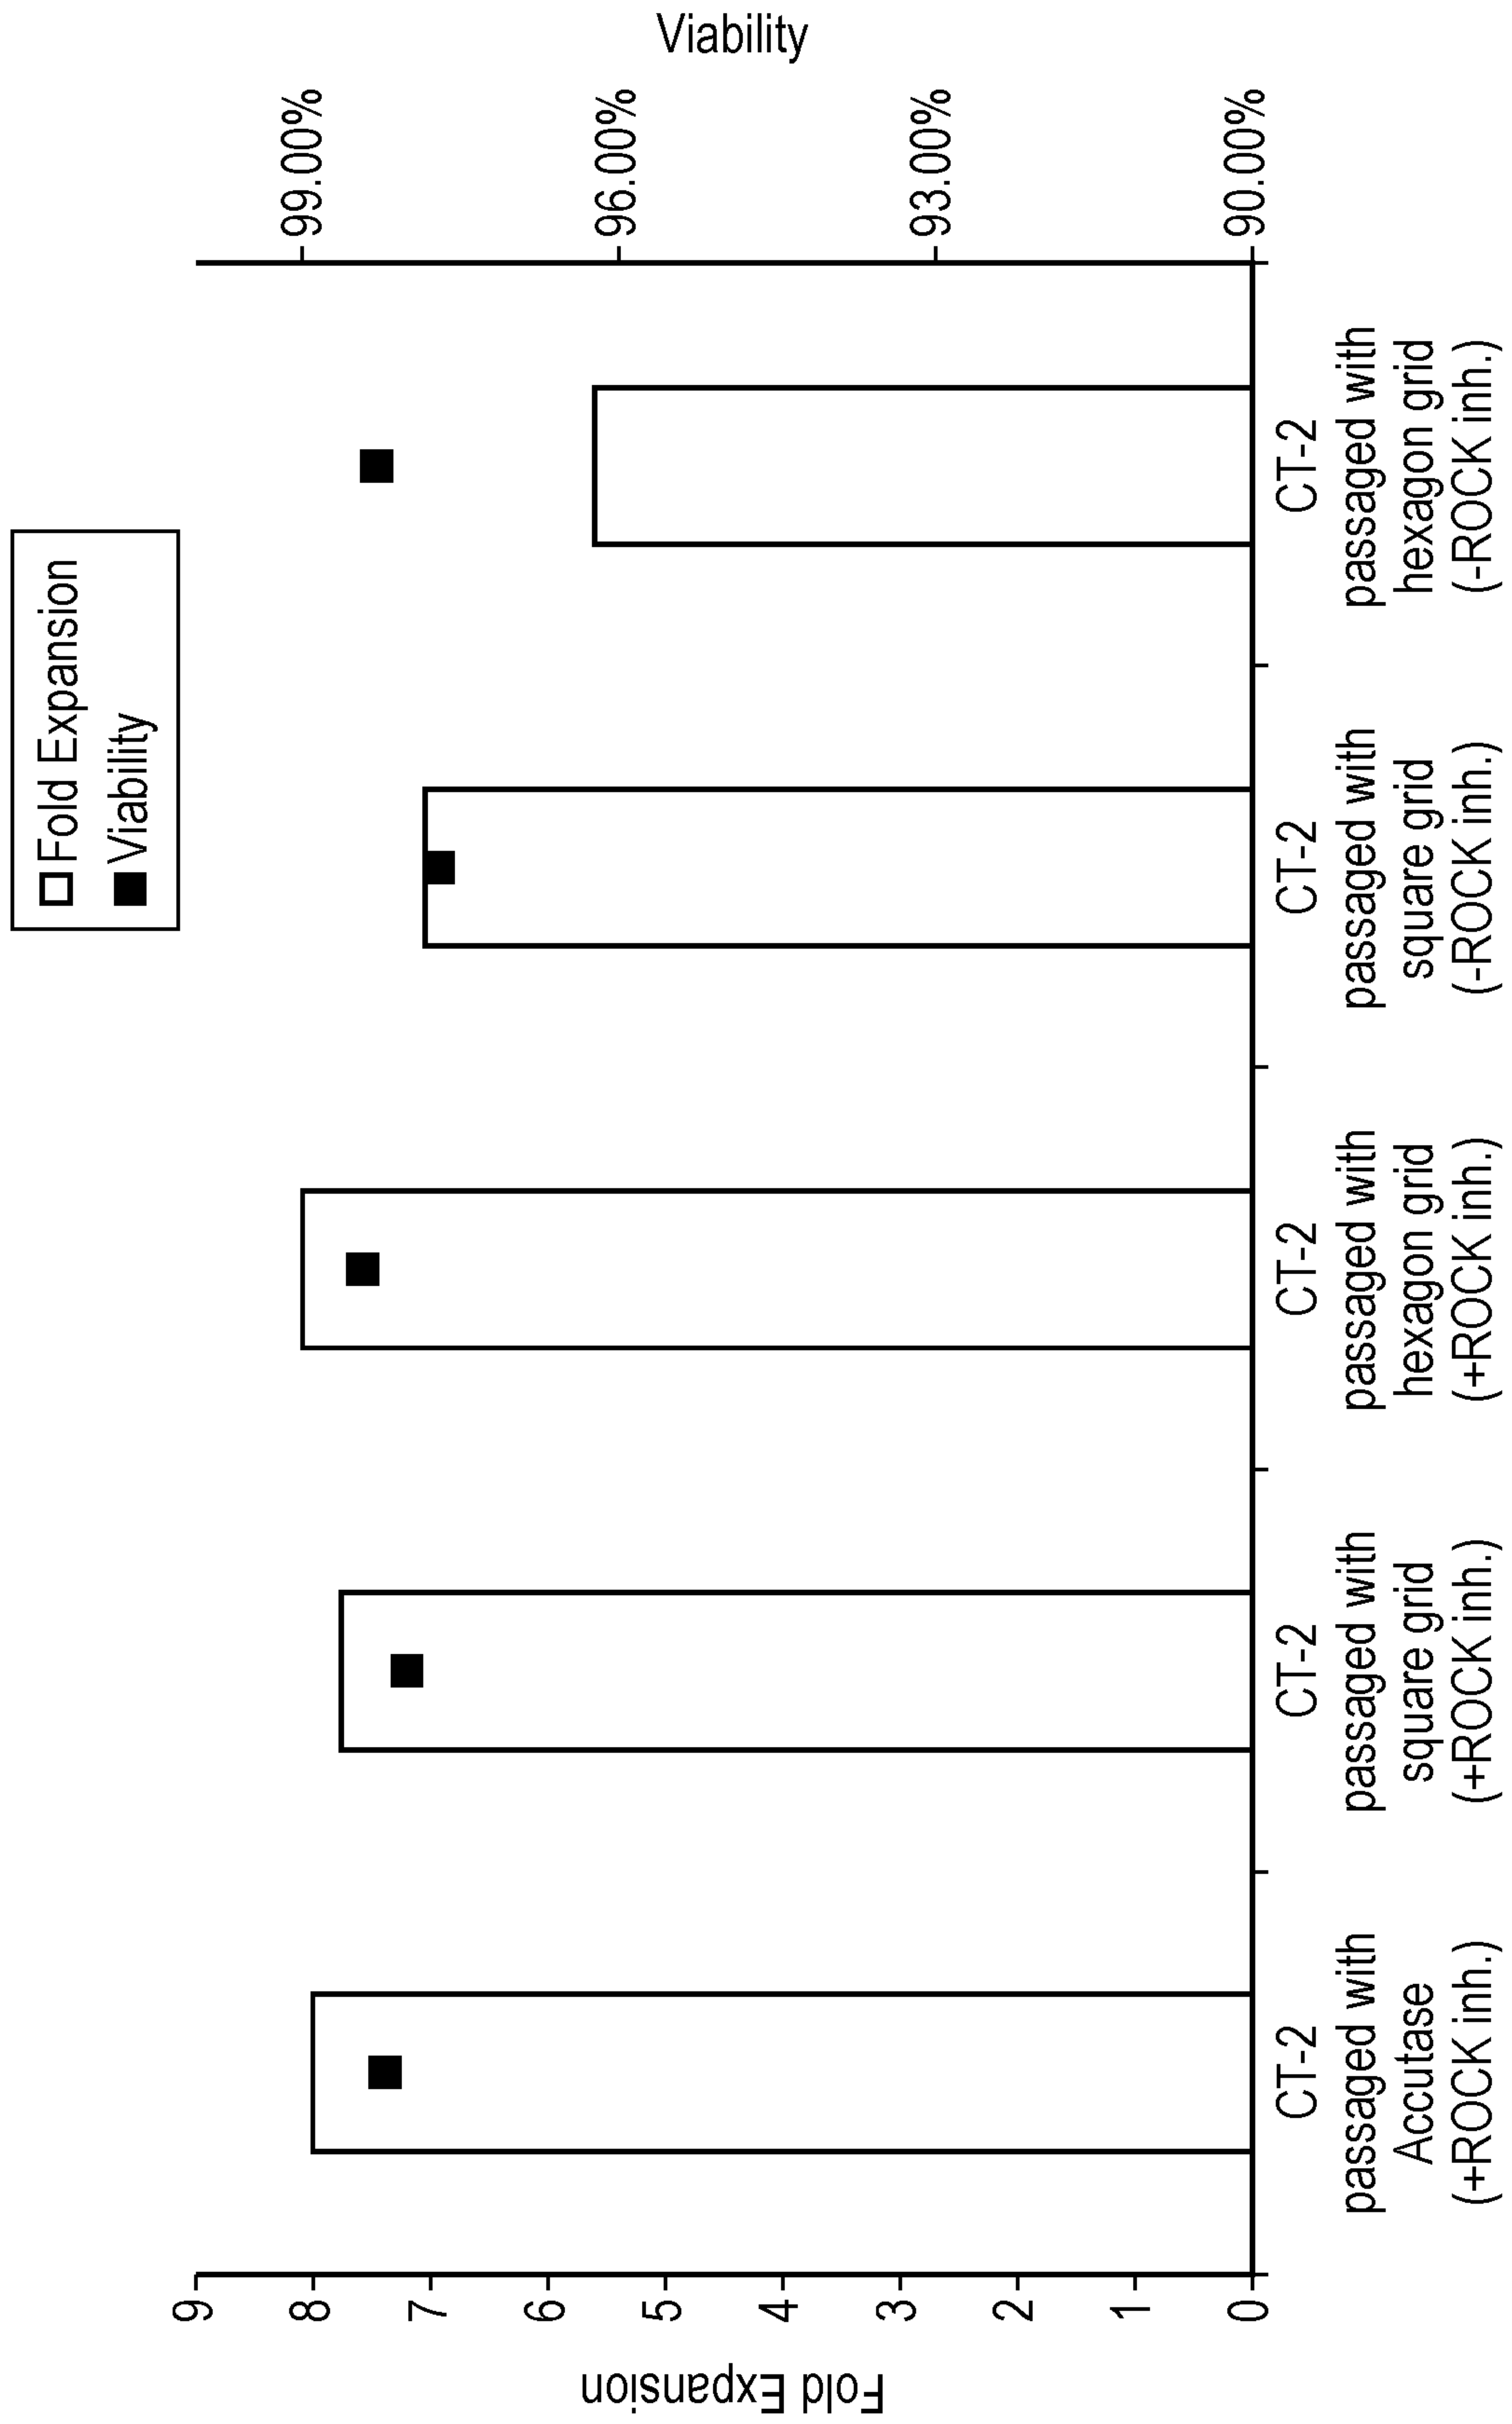 Fold Expansion
Viability
Fold Expansion
9
8
7
6
5
4
3
2
1
0
Viability
99.00%
96.00%
93.00%
90.00%
CT-2
passaged with
Accutase
(+ROCK inh.)
CT-2
passaged with
square grid
(+ROCK inh.)
CT-2
passaged with
hexagon grid
(+ROCK inh.)
CT-2
passaged with
square grid
(-ROCK inh.)
CT-2
passaged with
hexagon grid
(-ROCK inh.)